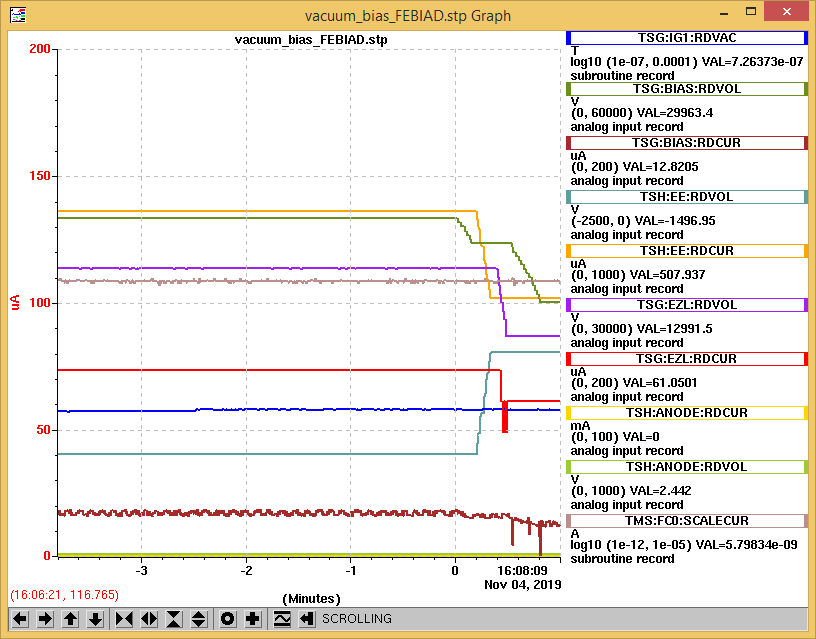 vacuum_bias_FEBIAD.stp Graph
vacuum_bias_FEBIAD.stp
200
150
100
50
0
uA
-3
-2
-1
0
16:08:09
Nov 04, 2019
(16:06:21, 116.765)
(Minutes)
SCROLLING
TSG:IG1:RDVAC
T
log10 (1e-07, 0.0001) VAL=7.26373e-07
subroutine record
TSG:BIAS:RDVOL
V
(0, 60000) VAL=29963.4
analog input record
TSG:BIAS:RDCUR
uA
(0, 200) VAL=12.8205
analog input record
TSH:EE:RDVOL
V
(-2500, 0) VAL=-1496.95
analog input record
TSH:EE:RDCUR
uA
(0, 1000) VAL=507.937
analog input record
TSG:EZL:RDVOL
V
(0, 30000) VAL=12991.5
analog input record
TSG:EZL:RDCUR
uA
(0, 200) VAL=61.0501
analog input record
TSH:ANODE:RDCUR
mA
(0, 100) VAL=0
analog input record
TSH:ANODE:RDVOL
V
(0, 1000) VAL=2.442
analog input record
TMS:FC0:SCALECUR
A
log10 (1e-12, 1e-05) VAL=5.79834e-09
subroutine record